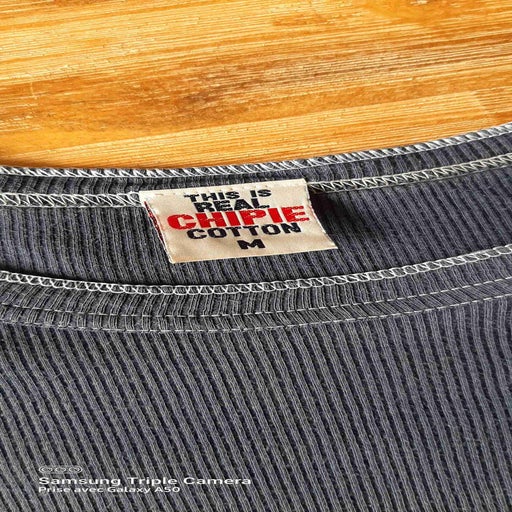 THIS IS
REAL
CHIPIE
COTTON
M
Samsung Triple Camera
Prise avec Galaxy A50